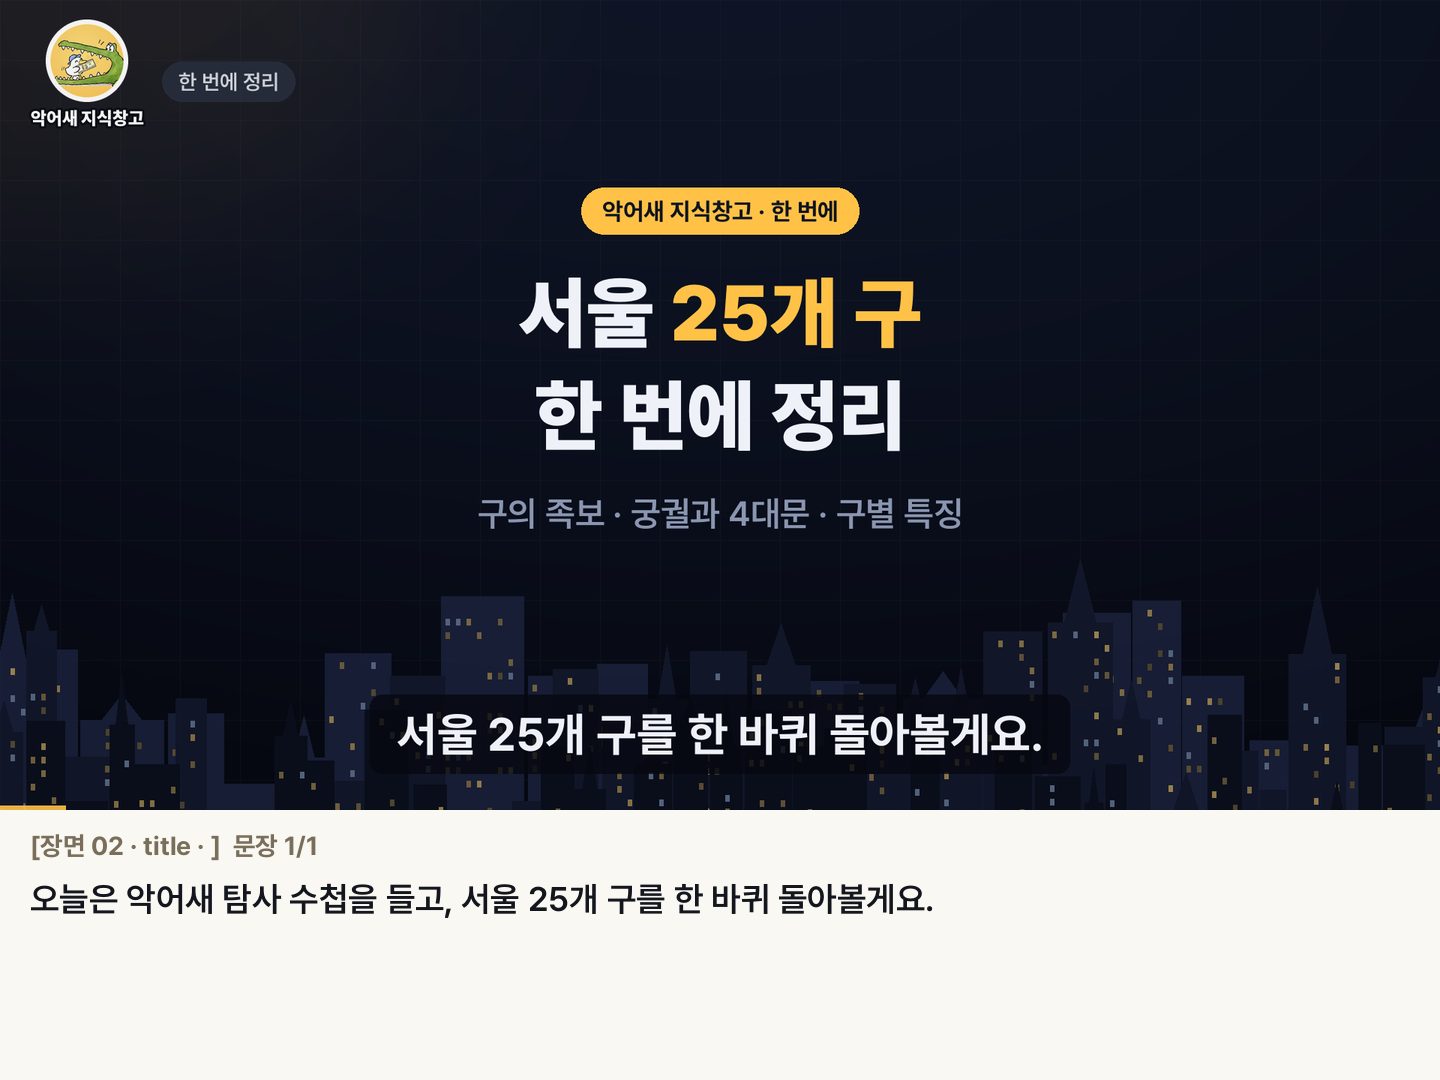 악어새 지식창고
한 번에 정리
악어새 지식창고 · 한 번에
서울 25개 구
한 번에 정리
구의 족보 · 궁궐과 4대문 · 구별 특징
서울 25개 구를 한 바퀴 돌아볼게요.
[장면 02 · title · ] 문장 1/1
오늘은 악어새 탐사 수첩을 들고, 서울 25개 구를 한 바퀴 돌아볼게요.